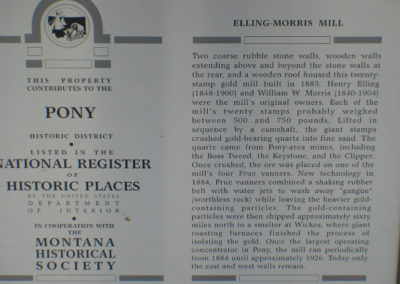 THIS PROPERTY
CONTRIBUTES TO THE
PONY
HISTORIC DISTRICT
LISTED IN THE
NATIONAL REGISTER
OF
HISTORIC PLACES
BY THE UNITED STATES
DEPARTMENT
OF INTERIOR
IN COOPERATION WITH
THE
MONTANA
HISTORICAL
SOCIETY
ELLING-MORRIS MILL
Two coarse rubble stone walls, wooden walls
extending above and beyond the stone walls at
the rear, and a wooden roof housed this twenty-
stamp gold mill built in 1883. Henry Elling
(1848-1900) and William W. Morris (1840-1904)
were the mill's original owners. Each of the
mill's twenty stamps probably weighed
between 500 and 750 pounds. Lifted in
sequence by a camshaft, the giant stamps
crushed gold-bearing quartz into fine sand. The
quartz came from Pony-area mines, including
the Boss Tweed, the Keystone, and the Clipper.
Once crushed, the ore was placed on one of the
mill's four Frue vanners. New technology in
1884, Frue vanners combined a shaking rubber
belt with water jets to wash away "gangue"
(worthless rock) while leaving the heavier gold-
containing particles. The gold-containing
particles were then shipped approximately sixty
miles north to a smelter at Wickes, where giant
roasting furnaces finished the process of
isolating the gold. Once the largest operating
concentrator in Pony, the mill ran periodically
from 1884 until approximately 1926. Today only
the east and west walls remain.